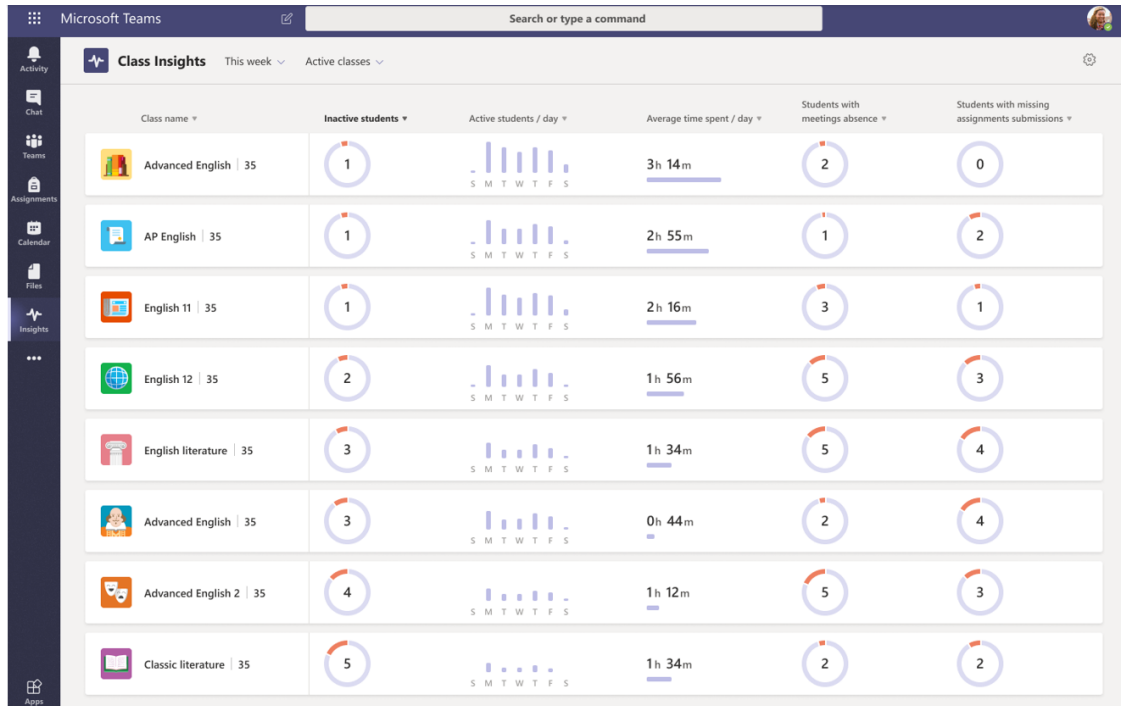 Microsoft Teams
Search or type a command
Activity
Chat
Teams
Assignments
Calendar
Files
Insights
Apps
Class Insights This week Active classes
Class name Inactive students Active students / day Average time spent / day Students with meetings absence Students with missing assignments submissions
Advanced English | 35 1 S M T W T F S 3h 14m 2 0
AP English | 35 1 S M T W T F S 2h 55m 1 2
English 11 | 35 1 S M T W T F S 2h 16m 3 1
English 12 | 35 2 S M T W T F S 1h 56m 5 3
English literature | 35 3 S M T W T F S 1h 34m 5 4
Advanced English | 35 3 S M T W T F S 0h 44m 2 4
Advanced English 2 | 35 4 S M T W T F S 1h 12m 5 3
Classic literature | 35 5 S M T W T F S 1h 34m 2 2